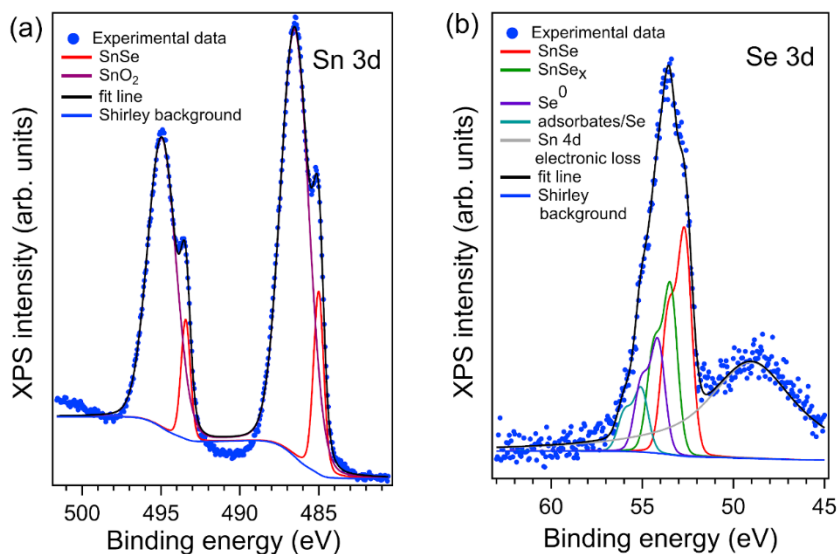 (a)
Experimental data
SnSe
SnO₂
fit line
Shirley background
Sn 3d
XPS intensity (arb. units)
500 495 490 485
Binding energy (eV)
(b)
Se 3d
Experimental data
SnSe
SnSeₓ
0
Se
adsorbates/Se
Sn 4d
electronic loss
fit line
Shirley
background
XPS intensity (arb. units)
60 55 50 45
Binding energy (eV)